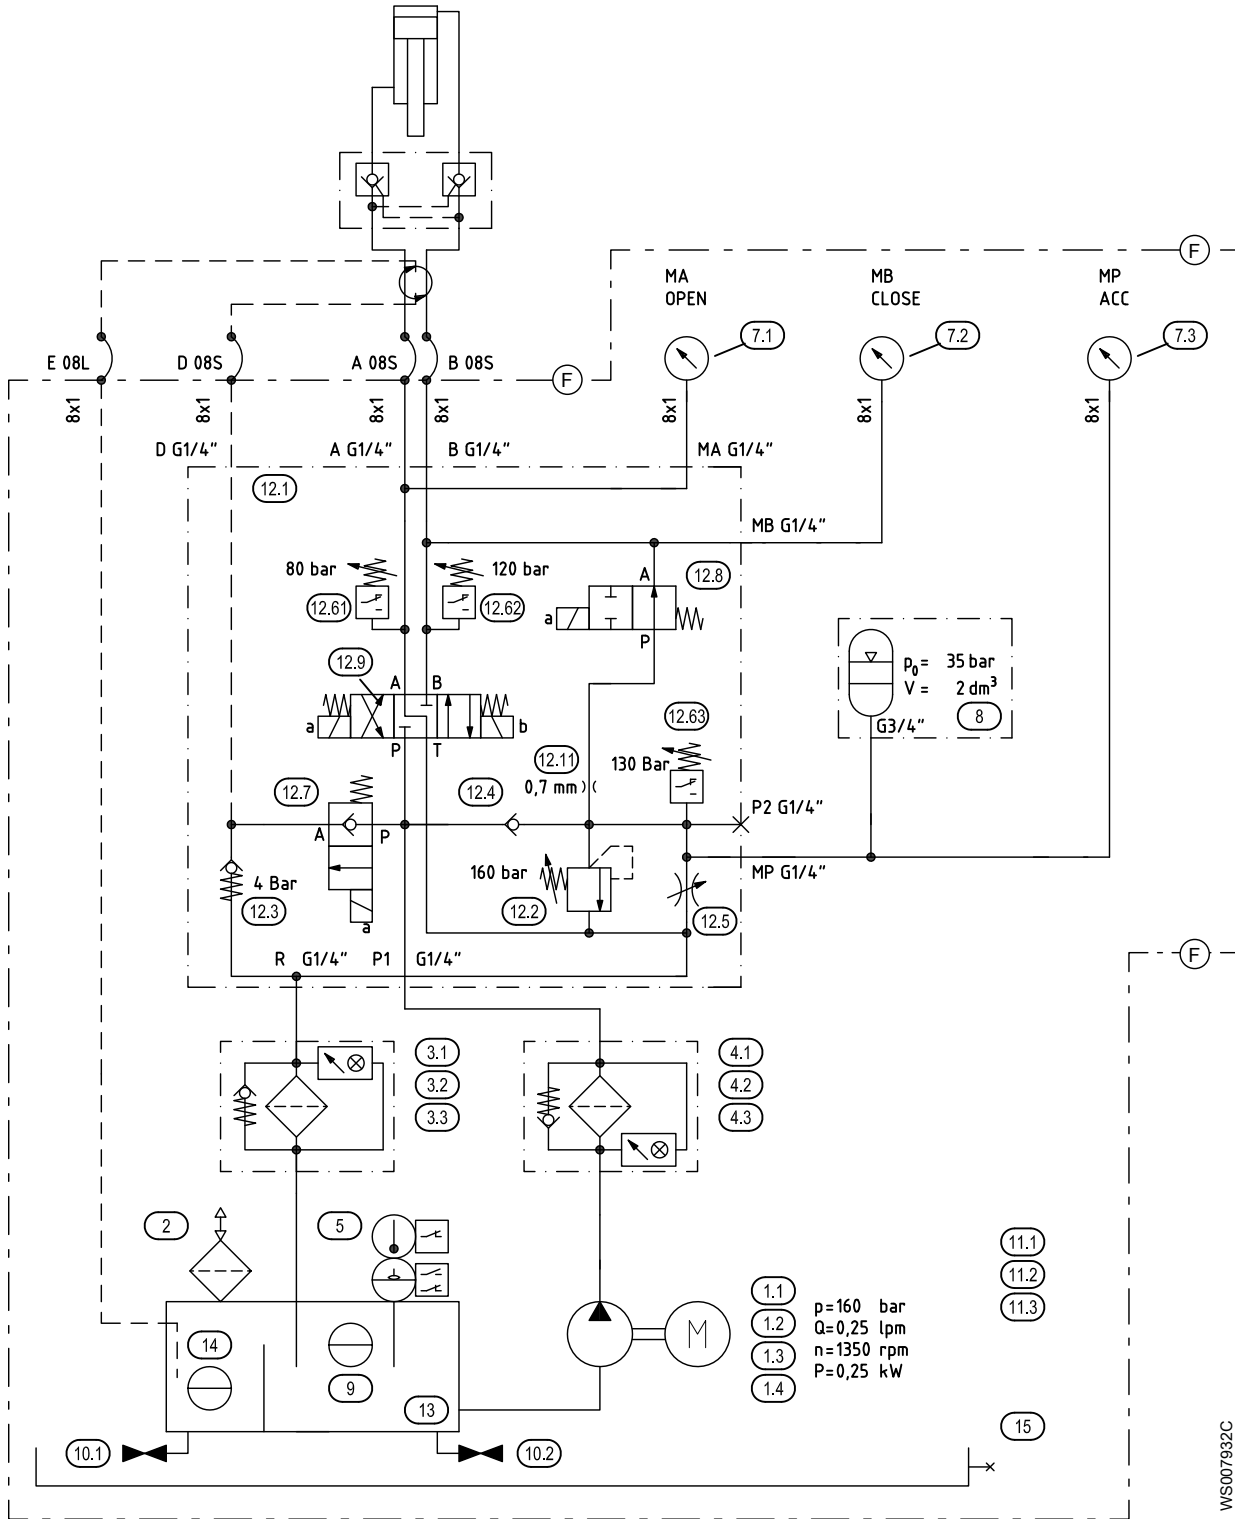 F
MA
OPEN
MB
CLOSE
MP
ACC
7.1
7.2
7.3
E 08L
D 08S
A 08S
B 08S
F
8x1
8x1
8x1
8x1
8x1
8x1
8x1
D G1/4"
A G1/4"
B G1/4"
MA G1/4"
12.1
MB G1/4"
80 bar
120 bar
12.61
12.62
A
12.8
a
P
12.9
A
B
a
b
P
T
p0= 35 bar
V = 2 dm3
8
G3/4"
12.63
130 Bar
12.11
0,7 mm
12.7
12.4
P2 G1/4"
A
P
MP G1/4"
4 Bar
12.3
a
160 bar
12.2
12.5
R G1/4"
P1 G1/4"
F
3.1
3.2
3.3
4.1
4.2
4.3
2
5
11.1
11.2
11.3
1.1
1.2
1.3
1.4
p=160 bar
Q=0,25 lpm
n=1350 rpm
P=0,25 kW
M
14
9
13
10.1
10.2
15
WS007932C